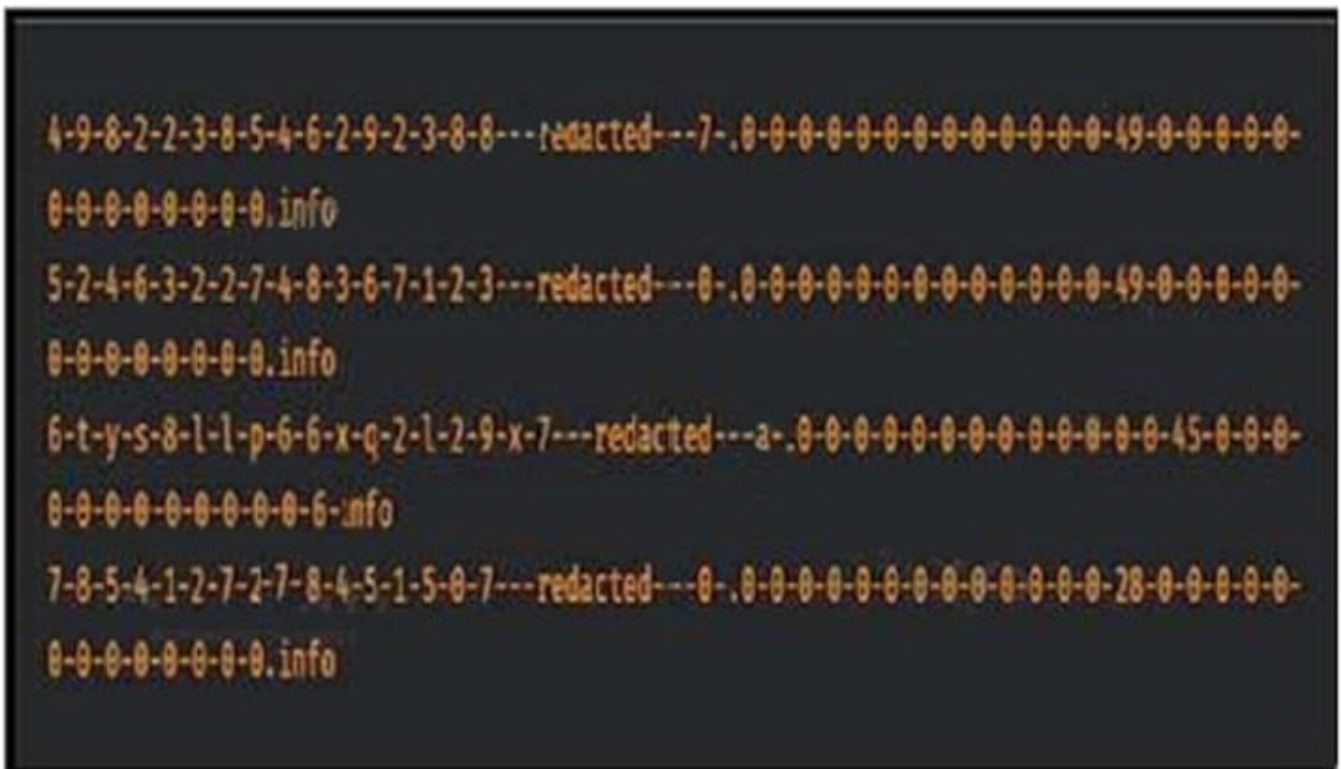 4-9-8-2-2-3-8-5-4-6-2-9-2-3-8-8---redacted---7-.0-0-0-0-0-0-0-0-0-0-0-0-0-49-0-0-0-0-0-
0-0-0-0-0-0-0-0.info
5-2-4-6-3-2-2-7-4-8-3-6-7-1-2-3---redacted---0-.0-0-0-0-0-0-0-0-0-0-0-0-0-49-0-0-0-0-0-
0-0-0-0-0-0-0-0.info
6-t-y-s-8-l-l-p-6-6-x-q-2-l-2-9-x-7---redacted---a-.0-0-0-0-0-0-0-0-0-0-0-0-0-45-0-0-0-
0-0-0-0-0-0-0-0-0-6-info
7-8-5-4-1-2-7-2-7-8-4-5-1-5-0-7---redacted---0-.0-0-0-0-0-0-0-0-0-0-0-0-0-28-0-0-0-0-0-
0-0-0-0-0-0-0-0.info